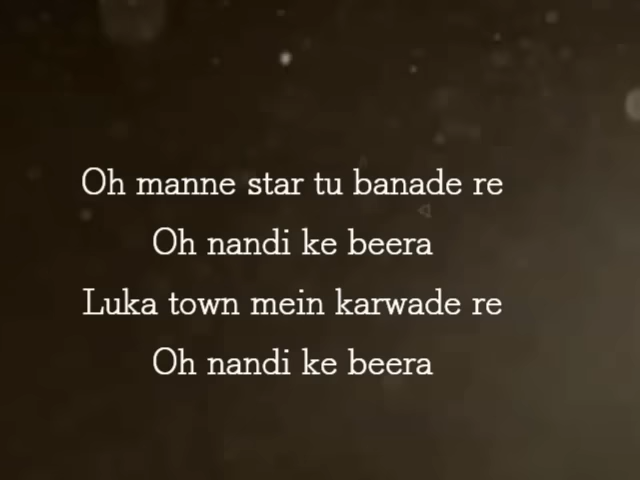 Oh manne star tu banade re
Oh nandi ke beera
Luka town mein karwade re
Oh nandi ke beera